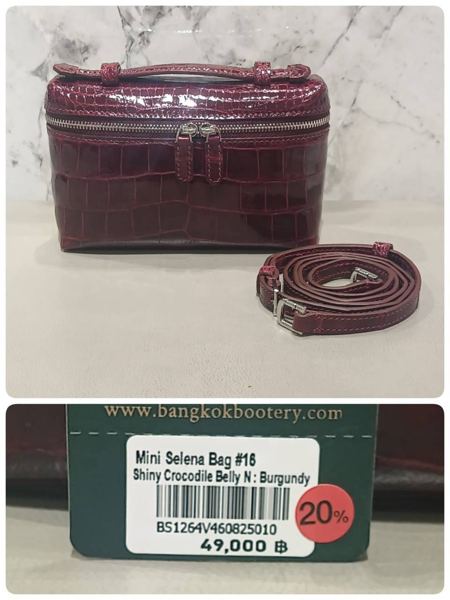 www.bangkokbootery.com
Mini Selena Bag #16
Shiny Crocodile Belly N : Burgundy
BS1264V460825010
49,000 ฿
20%